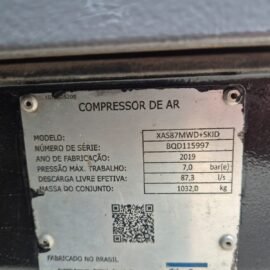 COMPRESSOR DE AR
MODELO: XAS87MWD+SKID
NÚMERO DE SÉRIE: BQD115997
ANO DE FABRICAÇÃO: 2019
PRESSÃO MÁX. TRABALHO: 7,0 bar(e)
DESCARGA LIVRE EFETIVA: 87,3 l/s
MASSA DO CONJUNTO: 1032,0 kg
FABRICADO NO BRASIL